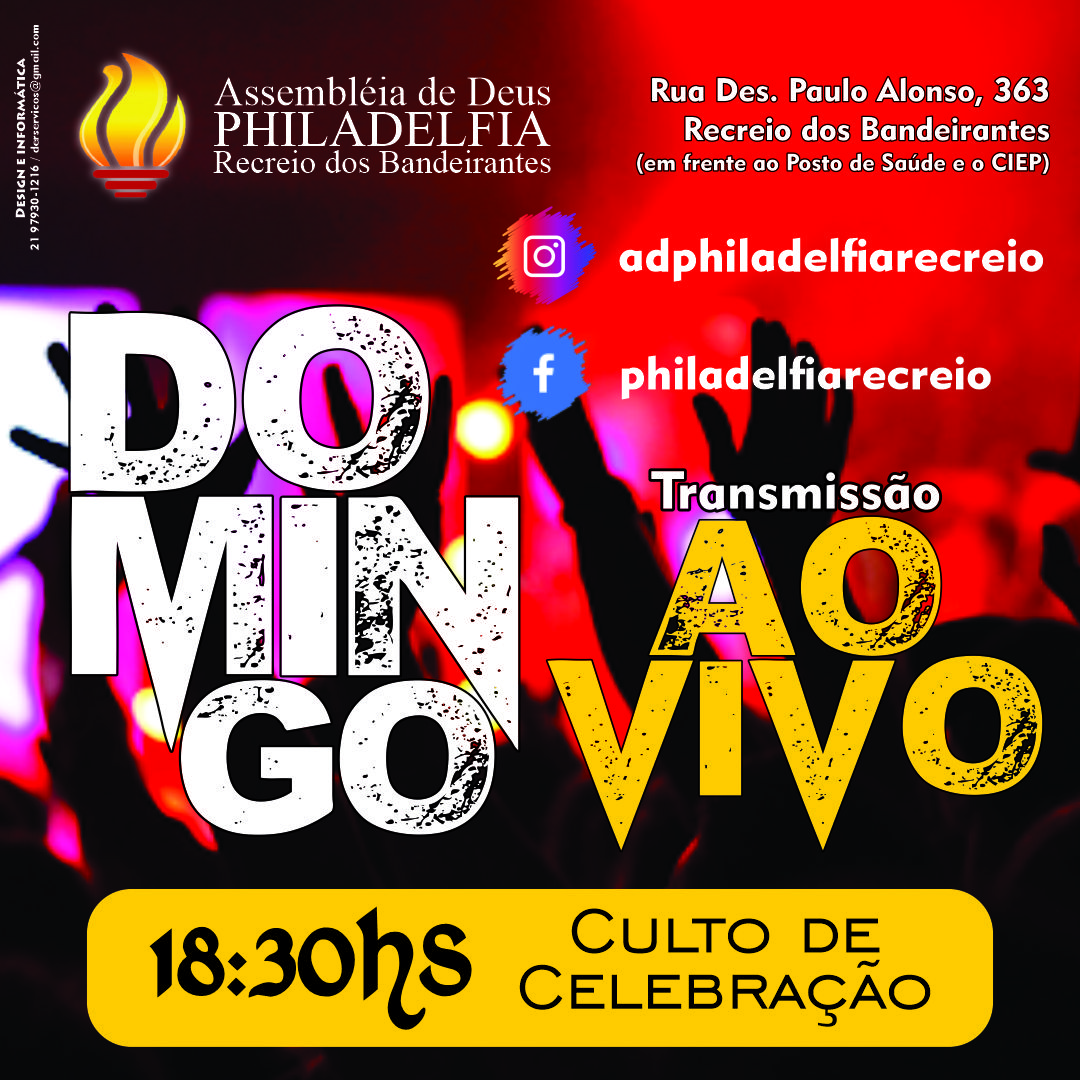 DESIGN E INFORMÁTICA
21 97930-1216 / derservicos@gmail.com
Assembléia de Deus
PHILADELFIA
Recreio dos Bandeirantes
Rua Des. Paulo Alonso, 363
Recreio dos Bandeirantes
(em frente ao Posto de Saúde e o CIEP)
adphiladelfiarecreio
f
philadelfiarecreio
DO
MIN
GO
Transmissão
AO
VIVO
18:30hs
CULTO DE
CELEBRAÇÃO